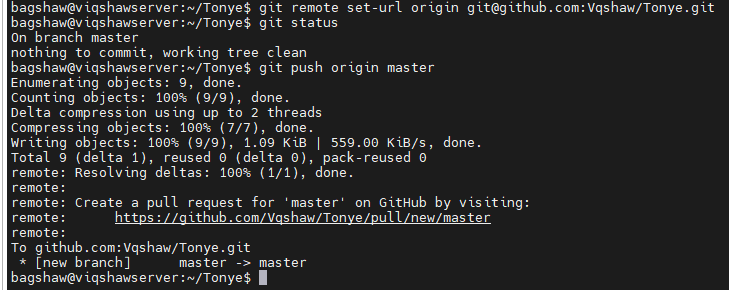 bagshaw@viqshawserver:~/Tonye$ git remote set-url origin git@github.com:Vqshaw/Tonye.git
bagshaw@viqshawserver:~/Tonye$ git status
On branch master
nothing to commit, working tree clean
bagshaw@viqshawserver:~/Tonye$ git push origin master
Enumerating objects: 9, done.
Counting objects: 100% (9/9), done.
Delta compression using up to 2 threads
Compressing objects: 100% (7/7), done.
Writing objects: 100% (9/9), 1.09 KiB | 559.00 KiB/s, done.
Total 9 (delta 1), reused 0 (delta 0), pack-reused 0
remote: Resolving deltas: 100% (1/1), done.
remote:
remote: Create a pull request for 'master' on GitHub by visiting:
remote:      https://github.com/Vqshaw/Tonye/pull/new/master
remote:
To github.com:Vqshaw/Tonye.git
 * [new branch]      master -> master
bagshaw@viqshawserver:~/Tonye$